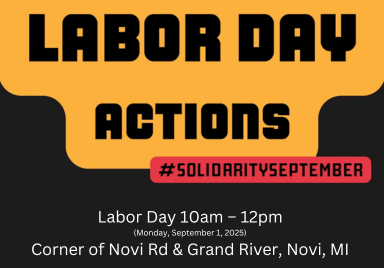 LABOR DAY
ACTIONS
#SOLIDARITYSEPTEMBER
Labor Day 10am – 12pm
(Monday, September 1, 2025)
Corner of Novi Rd & Grand River, Novi, MI